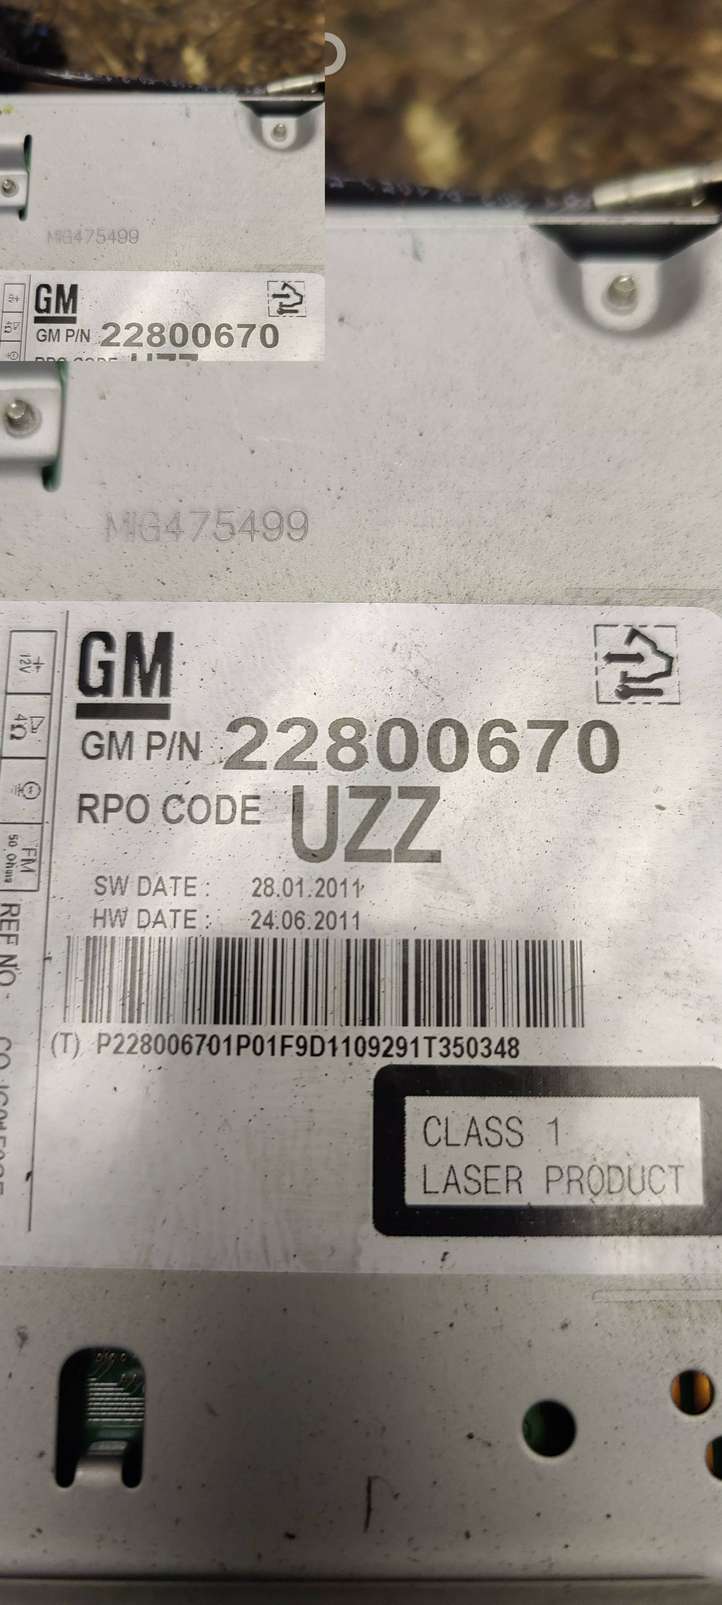 MIG475499
GM
GM P/N 22800670
MIG475499
GM
GM P/N 22800670
RPO CODE UZZ
SW DATE : 28.01.2011
HW DATE : 24.06.2011
(T) P228006701P01F9D1109291T350348
CLASS 1
LASER PRODUCT
12V
4Ω
FM
50 Ohms
REF NO -